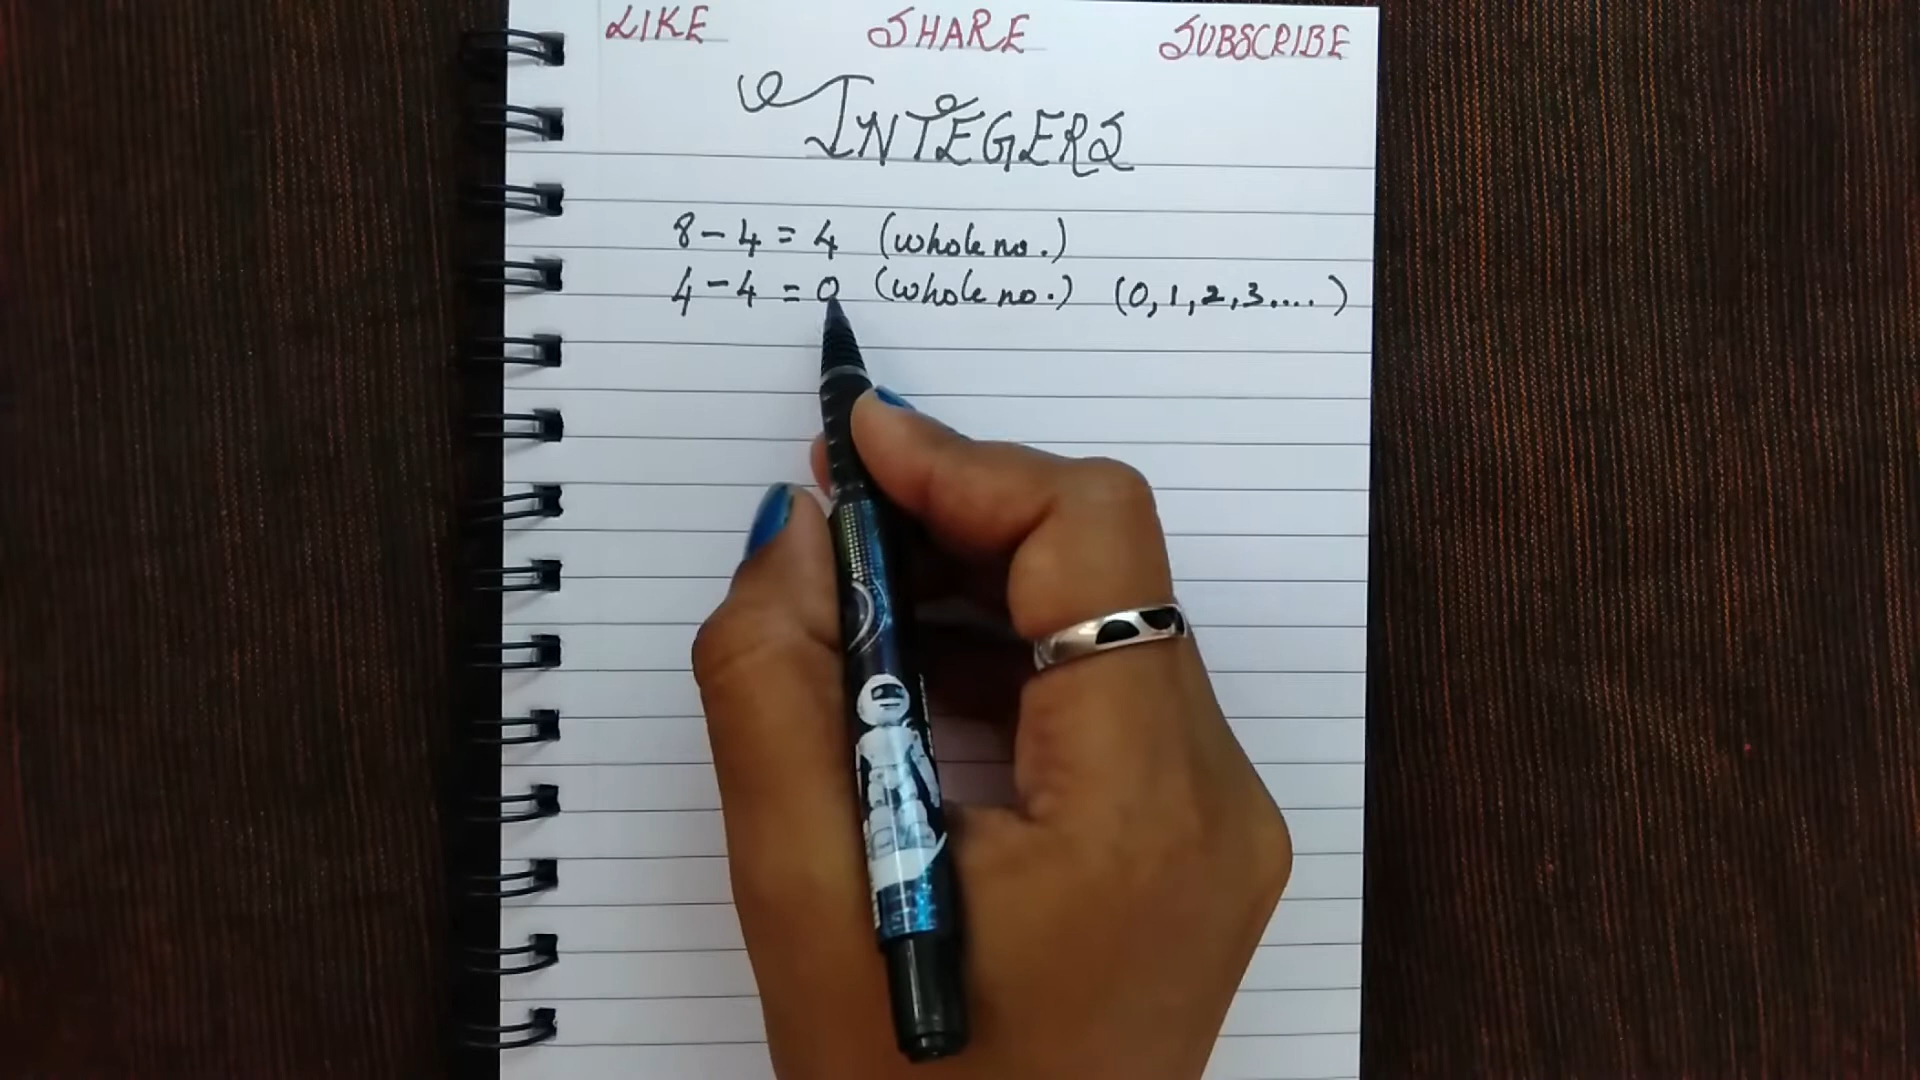 LIKE SHARE SUBSCRIBE
INTEGERS
8 - 4 = 4 (whole no.)
4 - 4 = 0 (whole no.) (0, 1, 2, 3....)